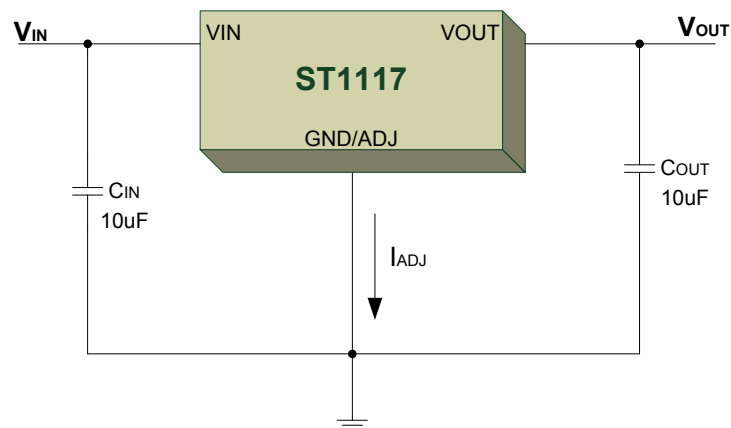 VIN
VIN
VOUT
VOUT
ST1117
GND/ADJ
CIN
10uF
COUT
10uF
IADJ